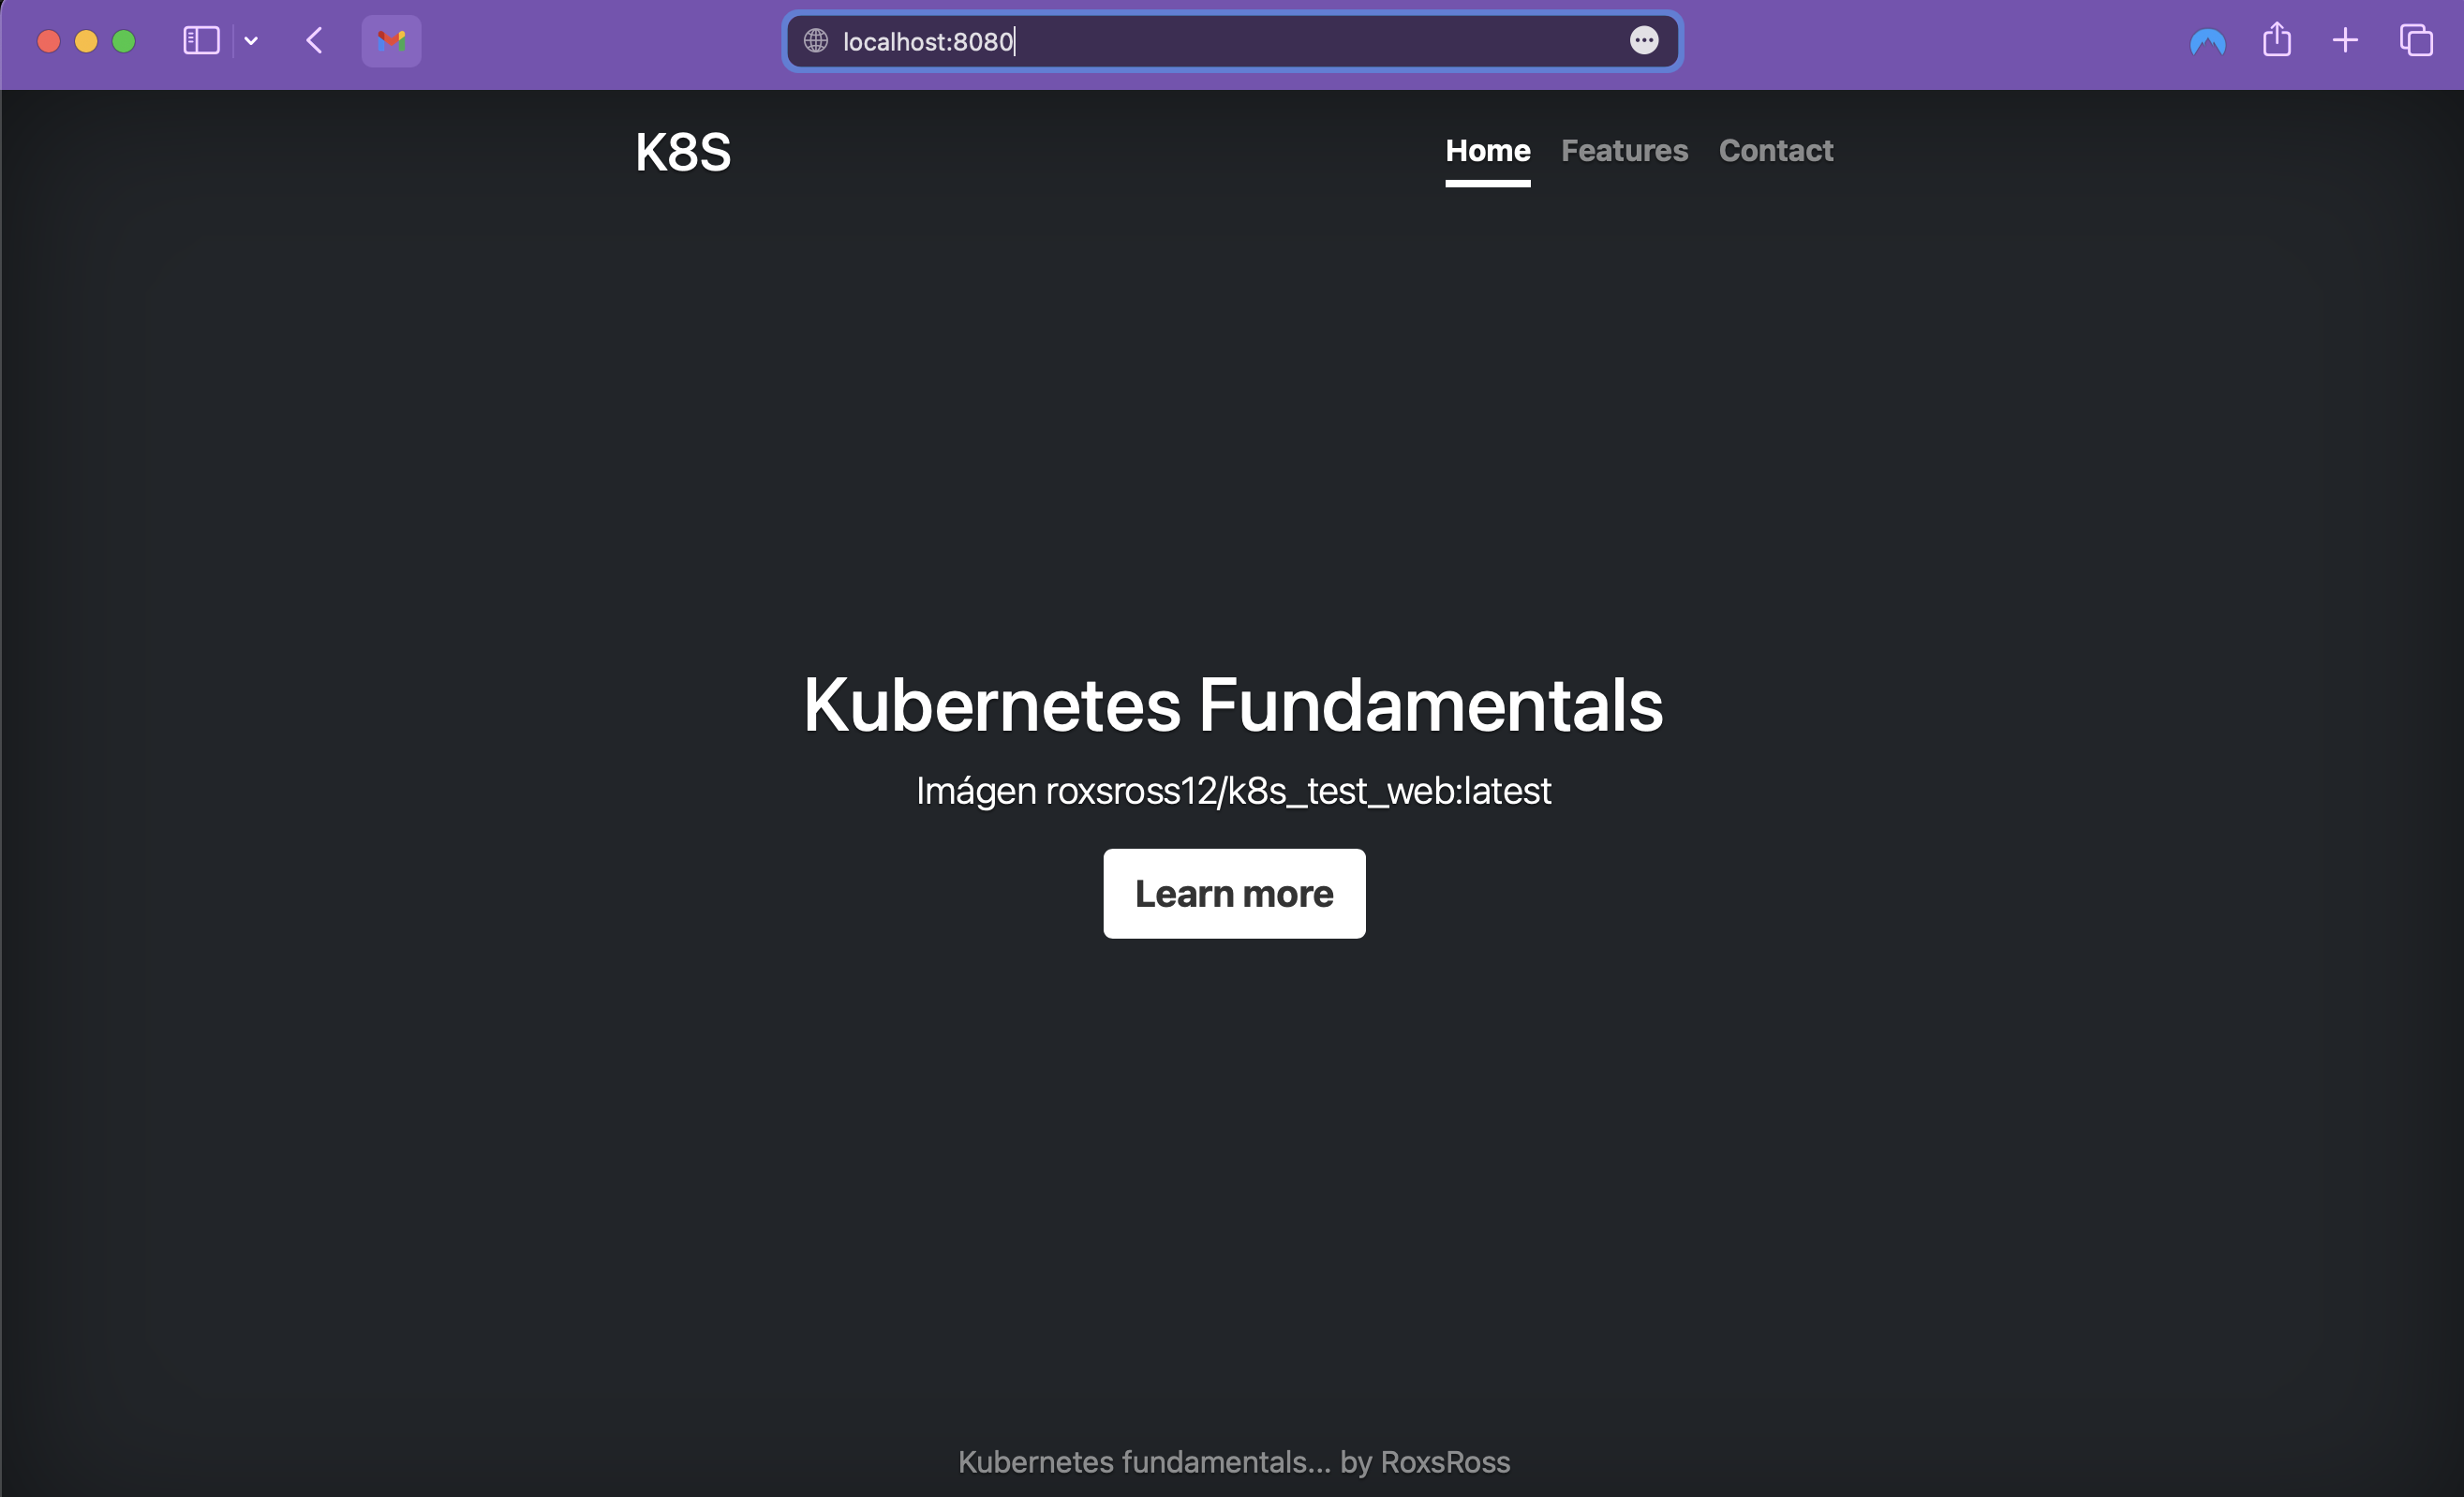 localhost:8080
K8S
Home Features Contact
Kubernetes Fundamentals
Imágen roxsross12/k8s_test_web:latest
Learn more
Kubernetes fundamentals... by RoxsRoss